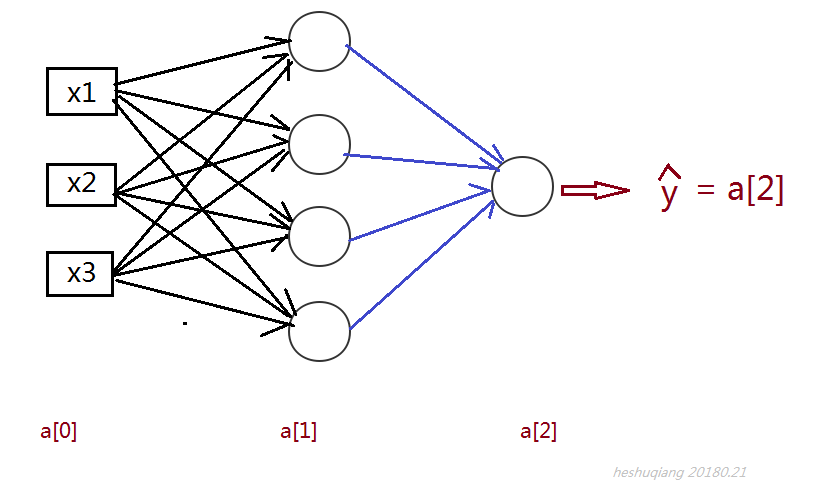 x1
x2
x3
ŷ = a[2]
a[0] a[1] a[2]
heshuqiang 20180.21